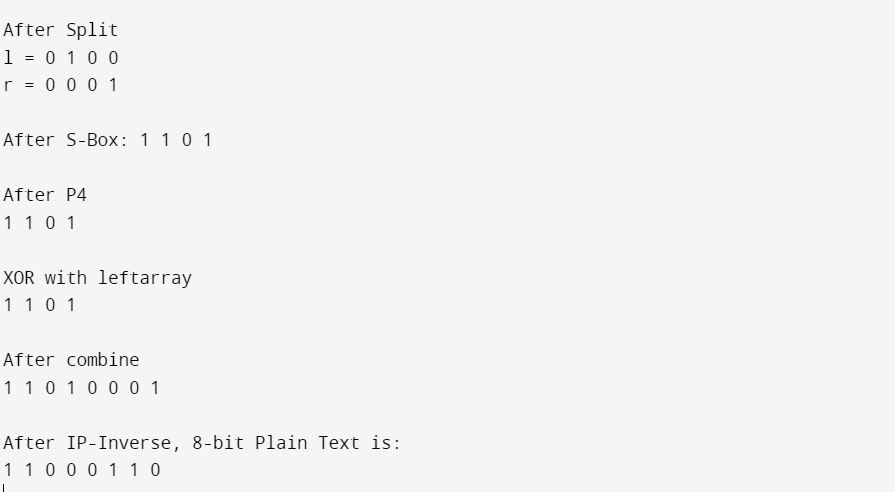 After Split
l = 0 1 0 0
r = 0 0 0 1
After S-Box: 1 1 0 1
After P4
1 1 0 1
XOR with leftarray
1 1 0 1
After combine
1 1 0 1 0 0 0 1
After IP-Inverse, 8-bit Plain Text is:
1 1 0 0 0 1 1 0